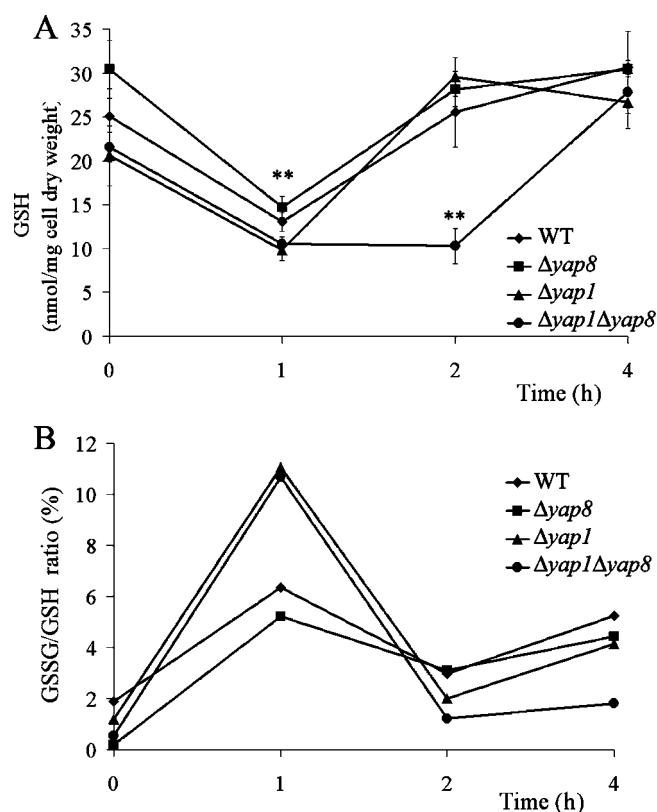 A
GSH
(nmol/mg cell dry weight)
35
30
25
20
15
10
5
0
**
**
WT
Δyap8
Δyap1
Δyap1Δyap8
0
1
2
4
Time (h)
B
GSSG/GSH ratio (%)
12
10
8
6
4
2
0
WT
Δyap8
Δyap1
Δyap1Δyap8
0
1
2
4
Time (h)